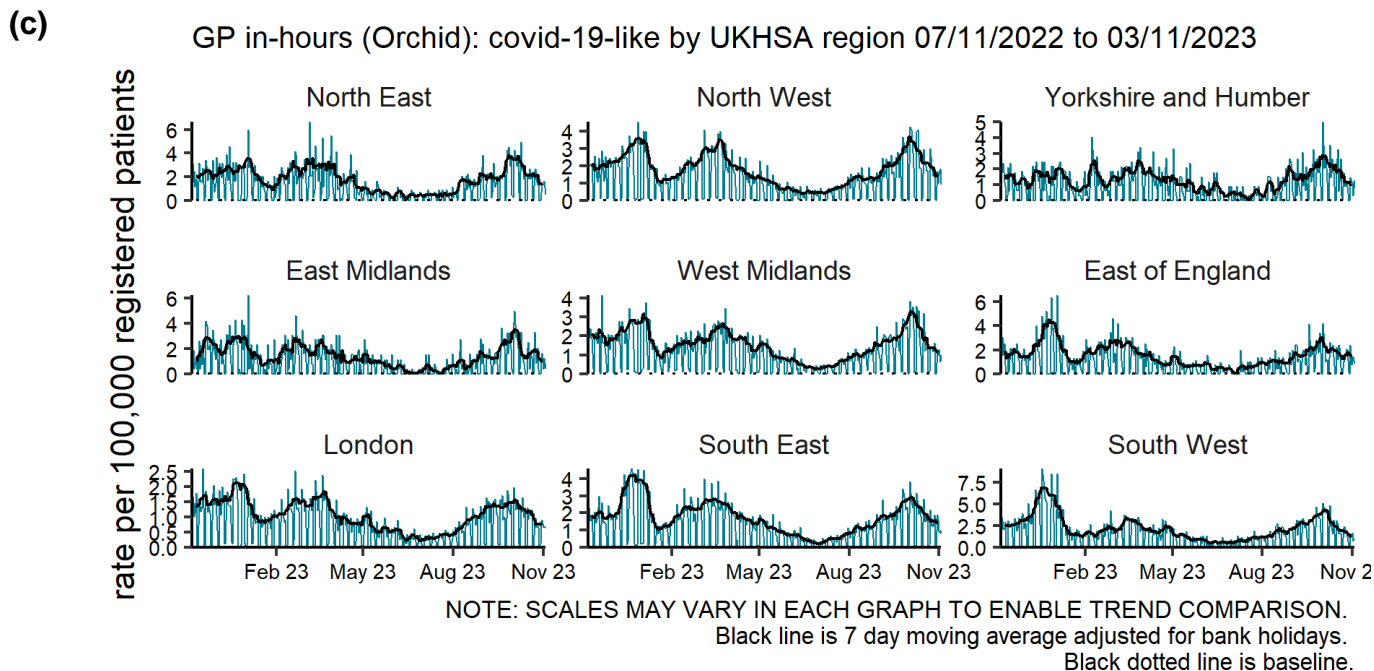 (c)
GP in-hours (Orchid): covid-19-like by UKHSA region 07/11/2022 to 03/11/2023
rate per 100,000 registered patients
North East
6
4
2
0
North West
4
3
2
1
0
Yorkshire and Humber
5
4
3
2
1
0
East Midlands
6
4
2
0
West Midlands
4
3
2
1
0
East of England
6
4
2
0
London
2.5
2.0
1.5
1.0
0.5
0.0
South East
4
3
2
1
0
South West
7.5
5.0
2.5
0.0
Feb 23 May 23 Aug 23 Nov 23
Feb 23 May 23 Aug 23 Nov 23
Feb 23 May 23 Aug 23 Nov 2
NOTE: SCALES MAY VARY IN EACH GRAPH TO ENABLE TREND COMPARISON.
Black line is 7 day moving average adjusted for bank holidays.
Black dotted line is baseline.